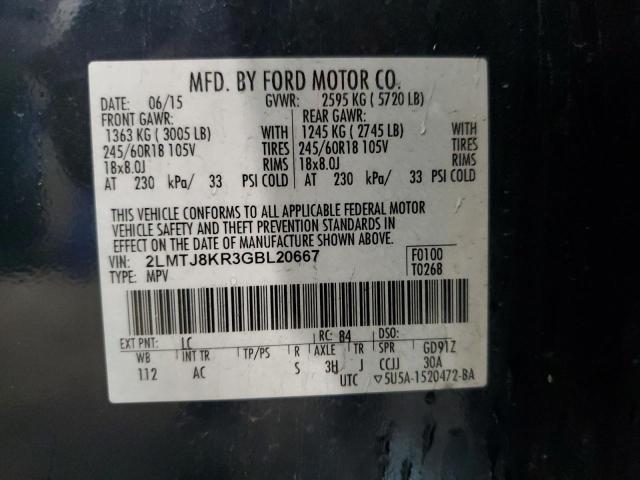 MFD. BY FORD MOTOR CO.
DATE: 06/15 GVWR: 2595 KG ( 5720 LB)
FRONT GAWR: REAR GAWR:
1363 KG ( 3005 LB) WITH 1245 KG ( 2745 LB) WITH
245/60R18 105V TIRES 245/60R18 105V TIRES
18x8.0J RIMS 18x8.0J RIMS
AT 230 kPa/ 33 PSI COLD AT 230 kPa/ 33 PSI COLD
THIS VEHICLE CONFORMS TO ALL APPLICABLE FEDERAL MOTOR
VEHICLE SAFETY AND THEFT PREVENTION STANDARDS IN
EFFECT ON THE DATE OF MANUFACTURE SHOWN ABOVE.
VIN: 2LMTJ8KR3GBL20667 F0100
TYPE: MPV T0268
EXT PNT: LC RC: 84 DSO:
WB INT TR TP/PS R AXLE TR SPR GD91Z
112 AC S 3H J CCJJ 30A
UTC ▽5U5A-1520472-BA